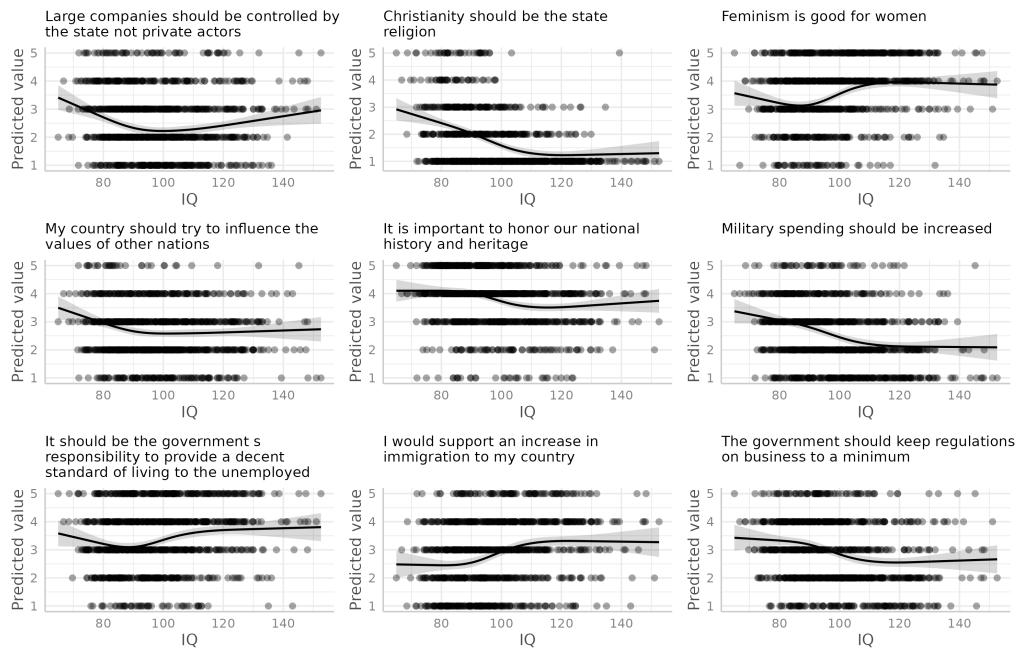 Large companies should be controlled by
the state not private actors
Predicted value
5
4
3
2
1
80
100
120
140
IQ
Christianity should be the state
religion
Predicted value
5
4
3
2
1
80
100
120
140
IQ
Feminism is good for women
Predicted value
5
4
3
2
1
80
100
120
140
IQ
My country should try to influence the
values of other nations
Predicted value
5
4
3
2
1
80
100
120
140
IQ
It is important to honor our national
history and heritage
Predicted value
5
4
3
2
1
80
100
120
140
IQ
Military spending should be increased
Predicted value
5
4
3
2
1
80
100
120
140
IQ
It should be the government s
responsibility to provide a decent
standard of living to the unemployed
Predicted value
5
4
3
2
1
80
100
120
140
IQ
I would support an increase in
immigration to my country
Predicted value
5
4
3
2
1
80
100
120
140
IQ
The government should keep regulations
on business to a minimum
Predicted value
5
4
3
2
1
80
100
120
140
IQ